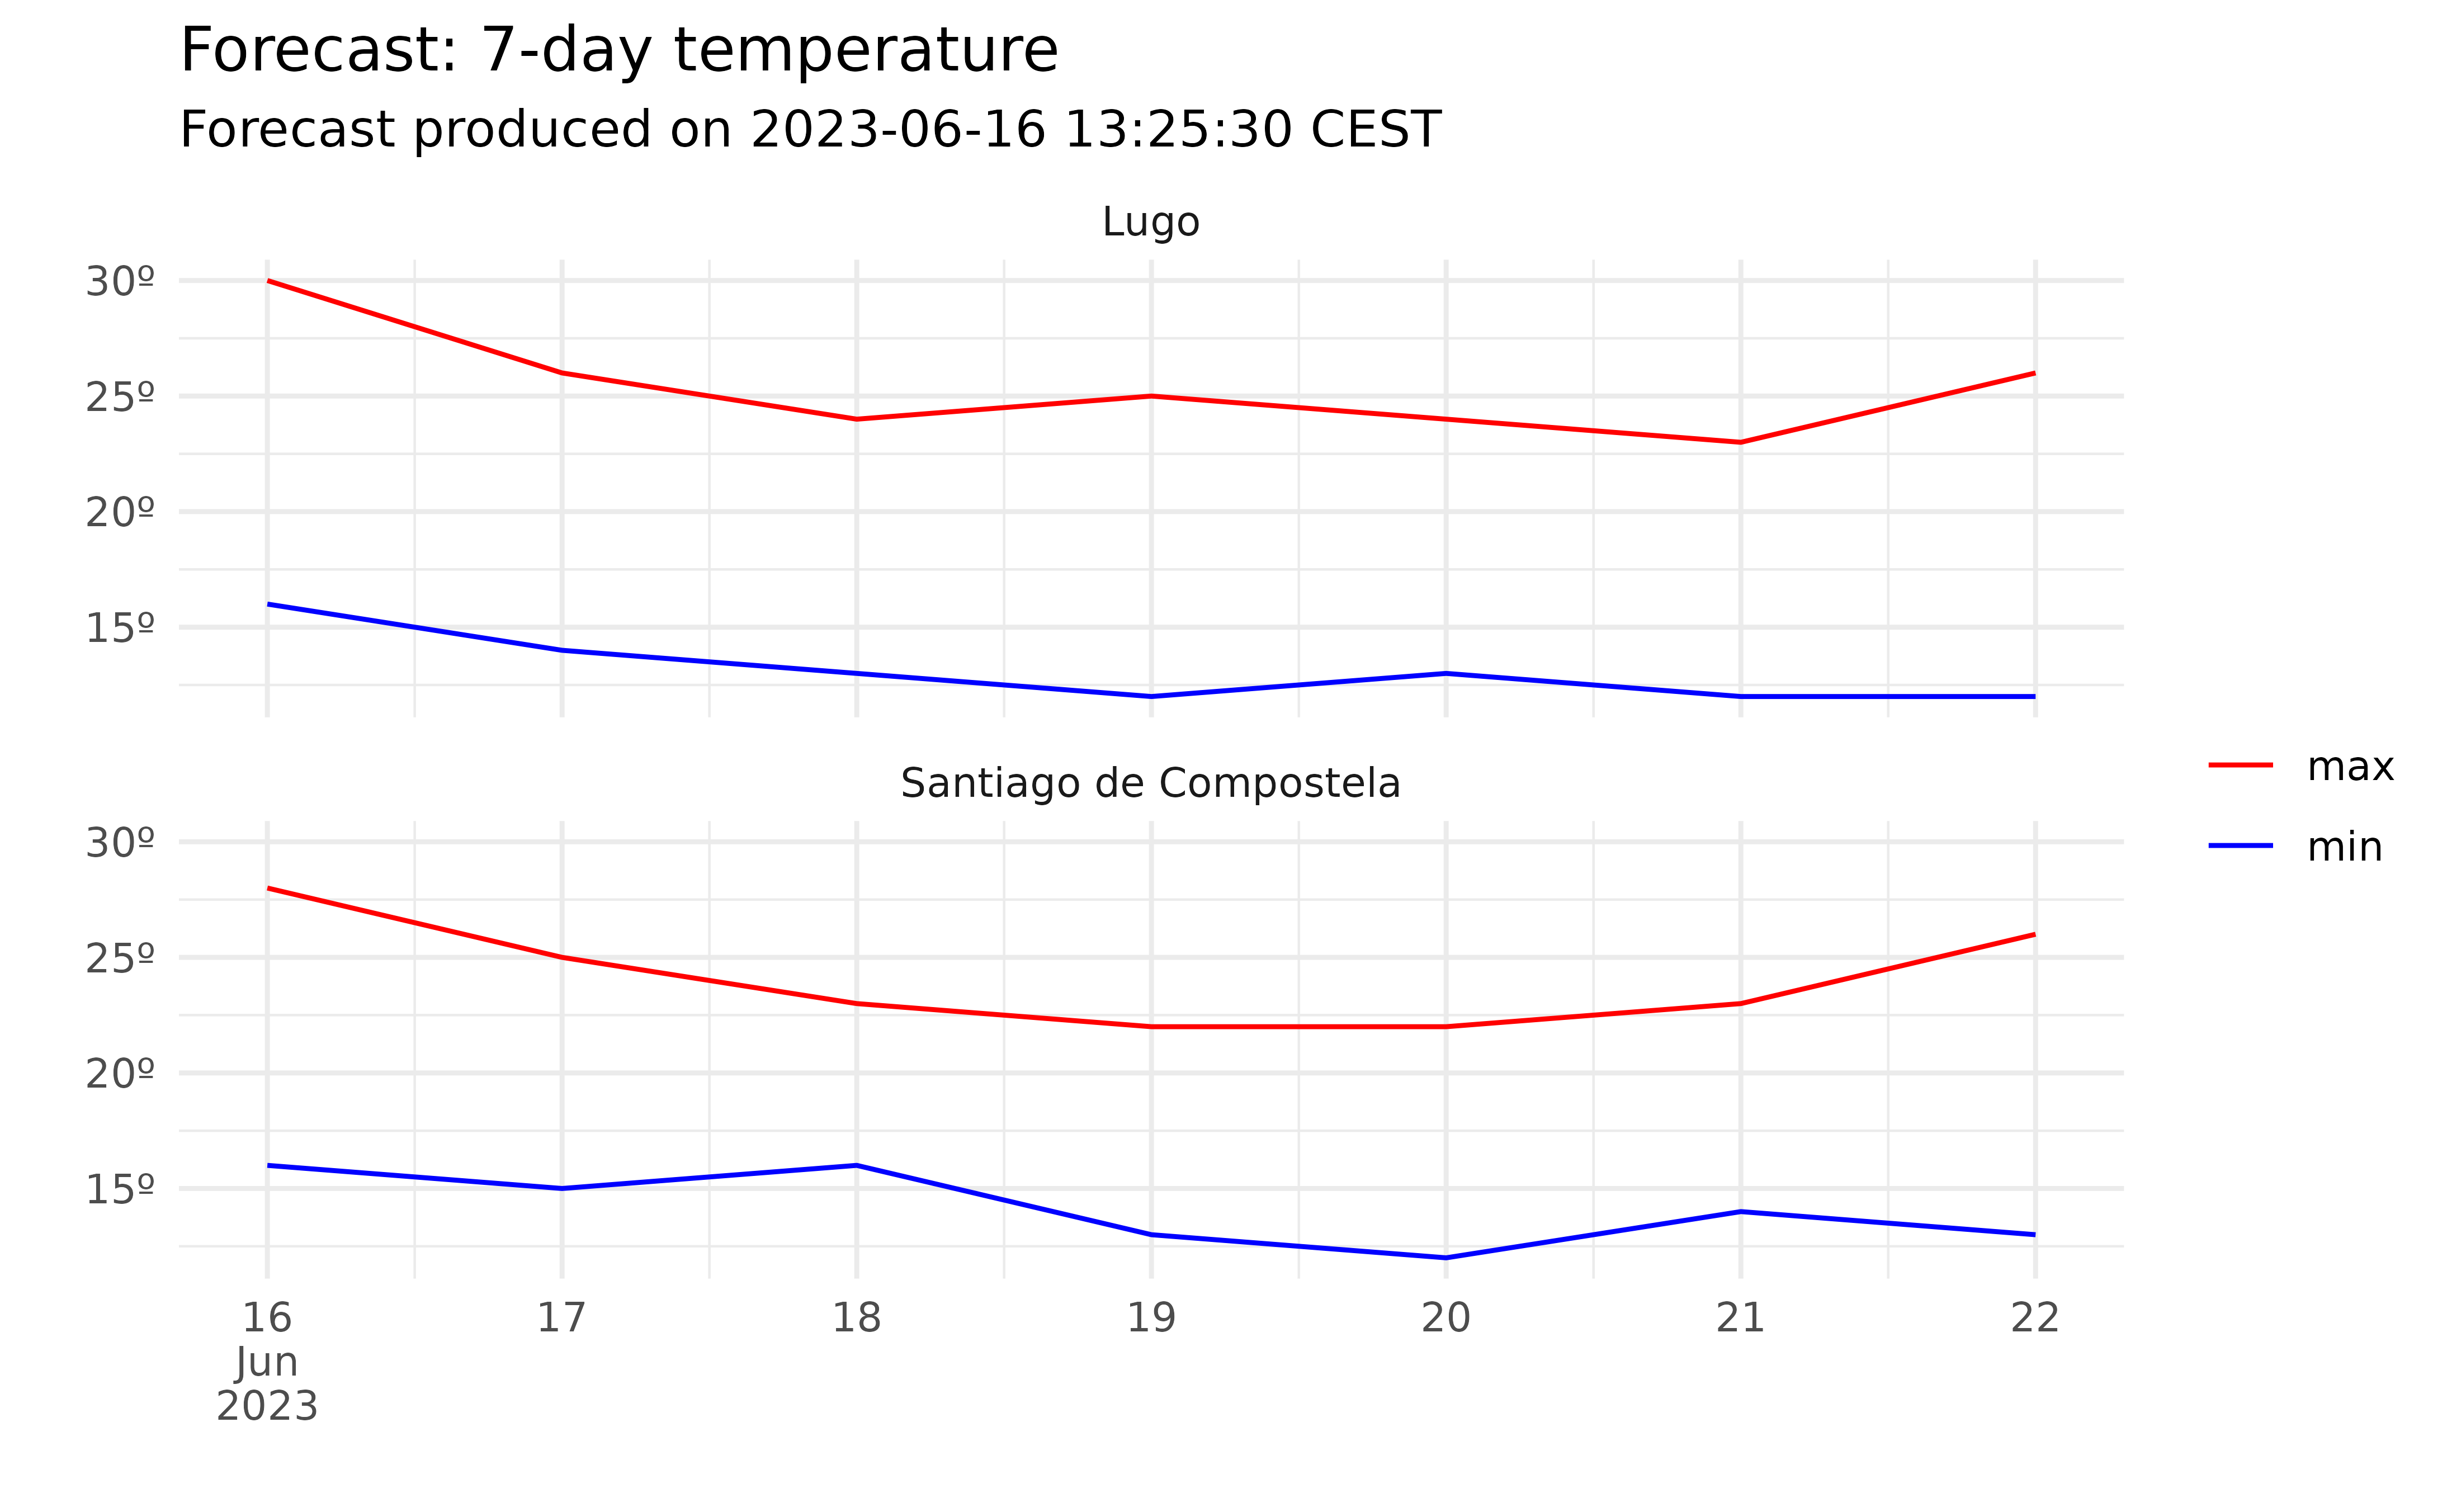 Forecast: 7-day temperature
Forecast produced on 2023-06-16 13:25:30 CEST
Lugo
30º
25º
20º
15º
max
min
Santiago de Compostela
30º
25º
20º
15º
16 17 18 19 20 21 22
Jun
2023